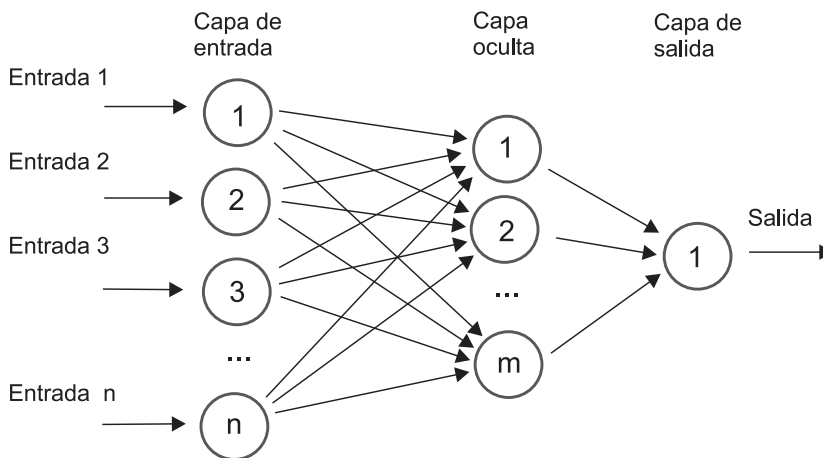 Capa de
entrada
Capa
oculta
Capa de
salida
Entrada 1
1
1
Entrada 2
2
2
Salida
1
Entrada 3
3
...
...
m
Entrada n
n